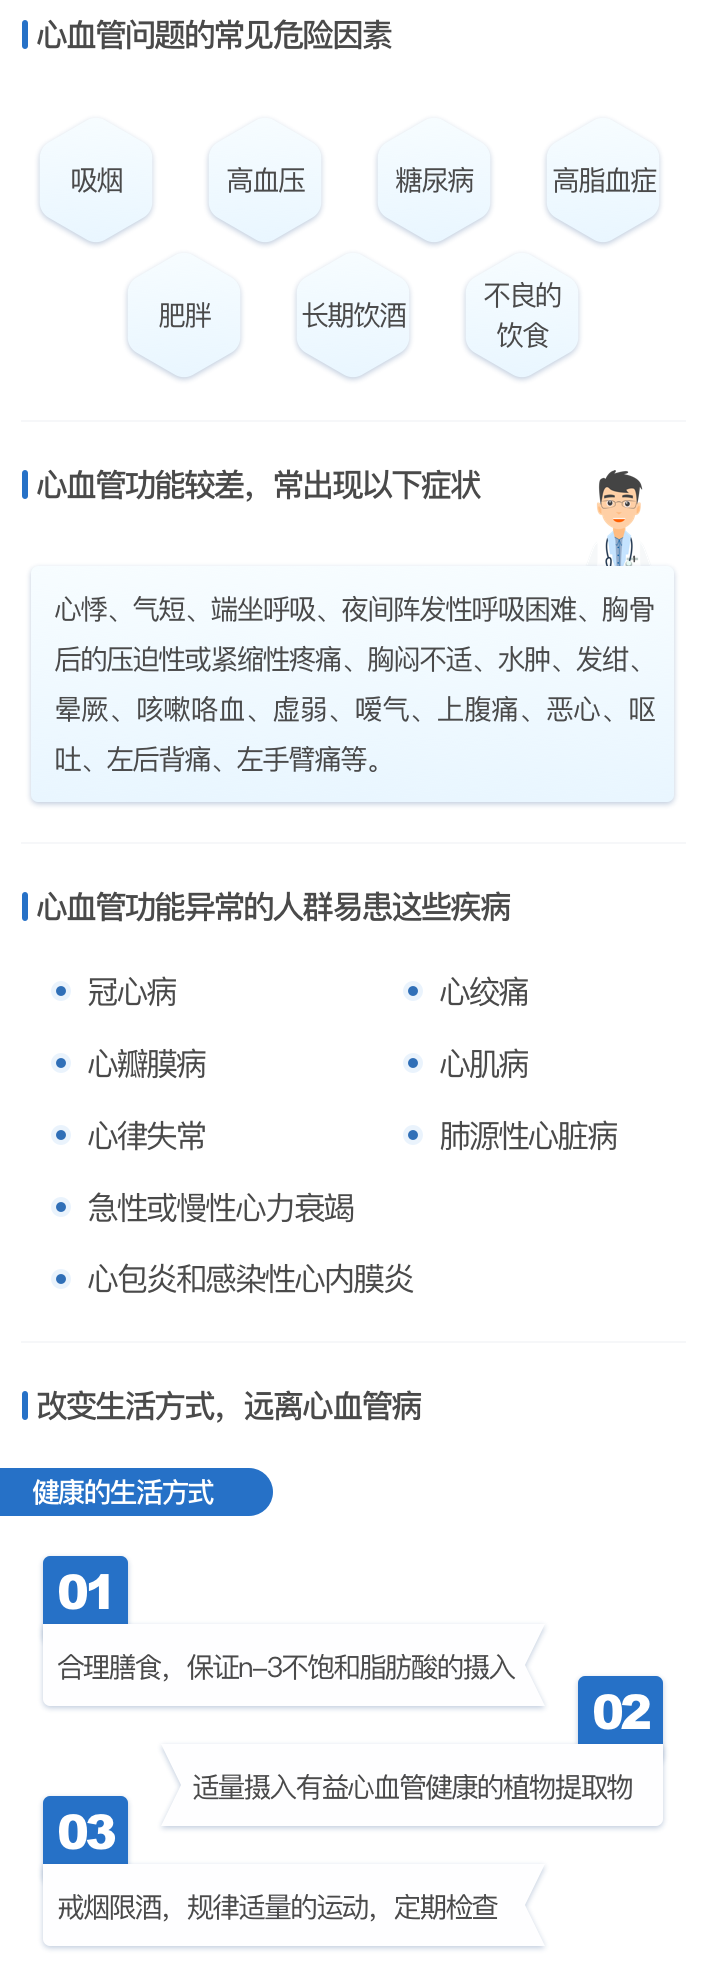 心血管问题的常见危险因素
吸烟
高血压
糖尿病
高脂血症
肥胖
长期饮酒
不良的
饮食
心血管功能较差，常出现以下症状
心悸、气短、端坐呼吸、夜间阵发性呼吸困难、胸骨
后的压迫性或紧缩性疼痛、胸闷不适、水肿、发绀、
晕厥、咳嗽咯血、虚弱、嗳气、上腹痛、恶心、呕
吐、左后背痛、左手臂痛等。
心血管功能异常的人群易患这些疾病
冠心病
心绞痛
心瓣膜病
心肌病
心律失常
肺源性心脏病
急性或慢性心力衰竭
心包炎和感染性心内膜炎
改变生活方式，远离心血管病
健康的生活方式
01
合理膳食，保证n-3不饱和脂肪酸的摄入
02
适量摄入有益心血管健康的植物提取物
03
戒烟限酒，规律适量的运动，定期检查